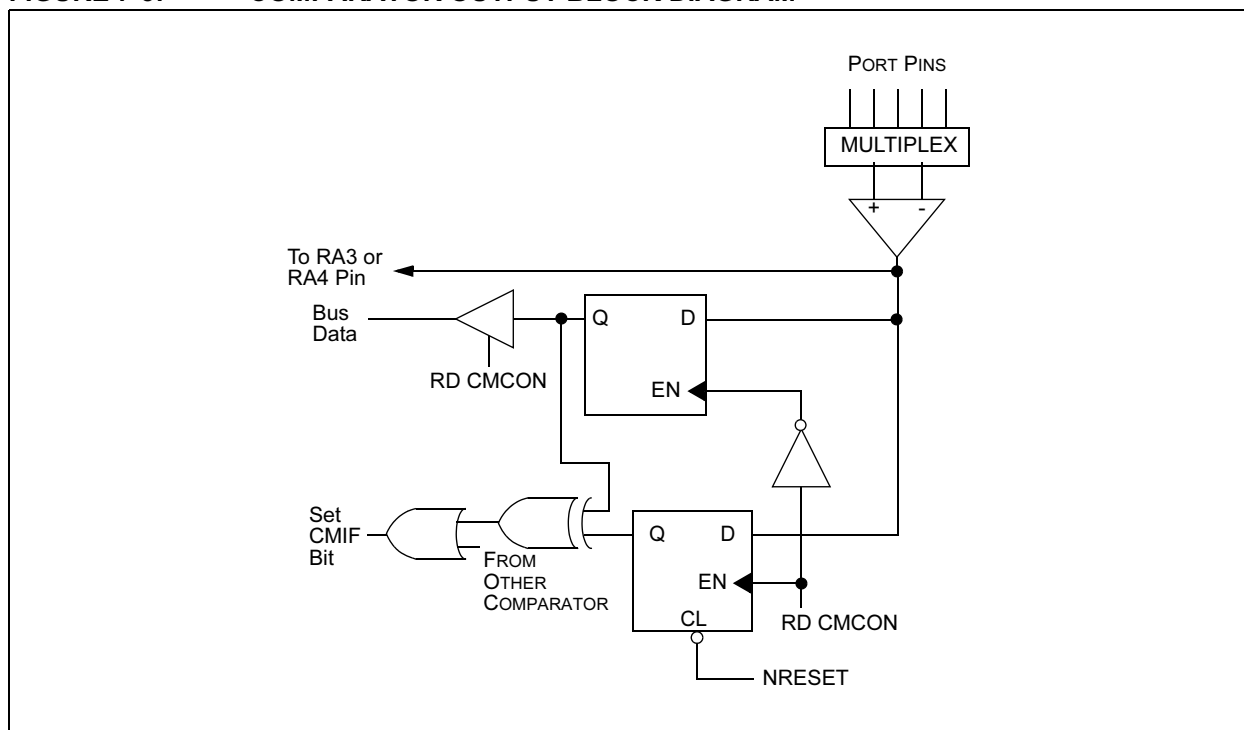 PORT PINS
MULTIPLEX
+ -
To RA3 or
RA4 Pin
Bus
Data
Q D
EN
RD CMCON
Set
CMIF
Bit
FROM
OTHER
COMPARATOR
Q D
EN
CL
RD CMCON
NRESET